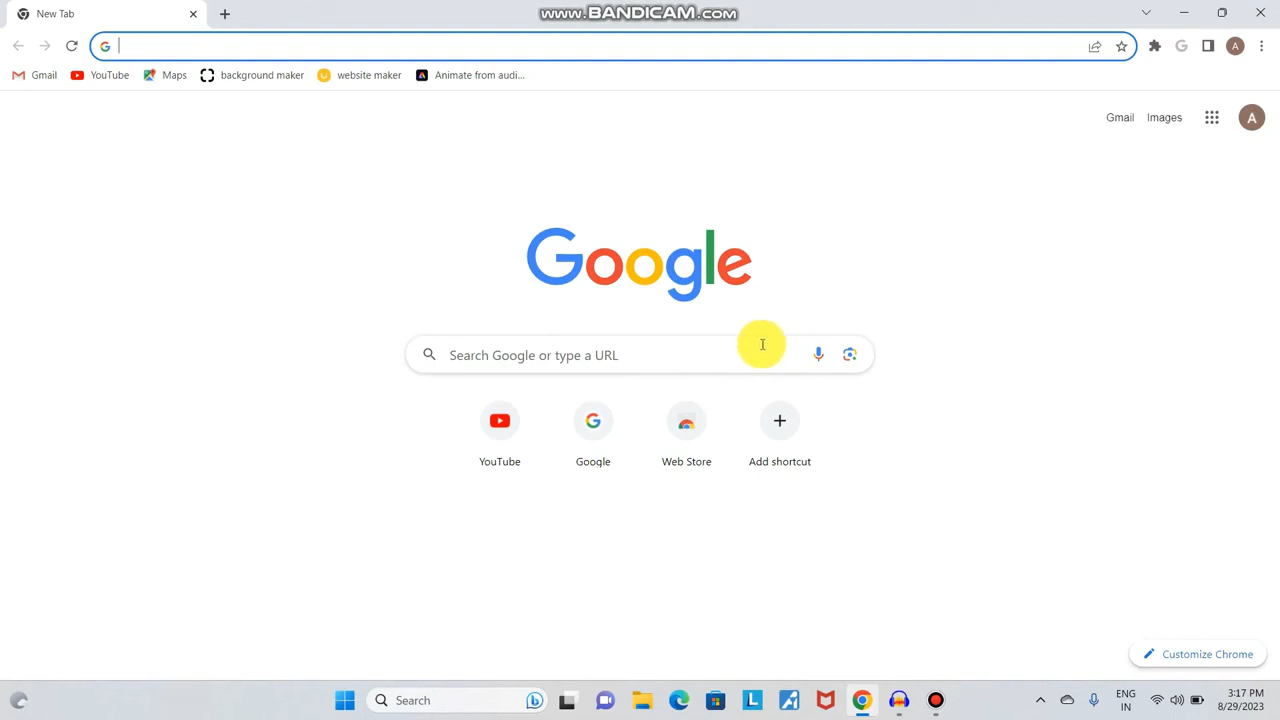 New Tab
www.BANDICAM.com
Gmail
YouTube
Maps
background maker
website maker
Animate from audi...
Gmail
Images
A
Google
Search Google or type a URL
YouTube
Google
Web Store
Add shortcut
Customize Chrome
Search
ENG
IN
3:17 PM
8/29/2023